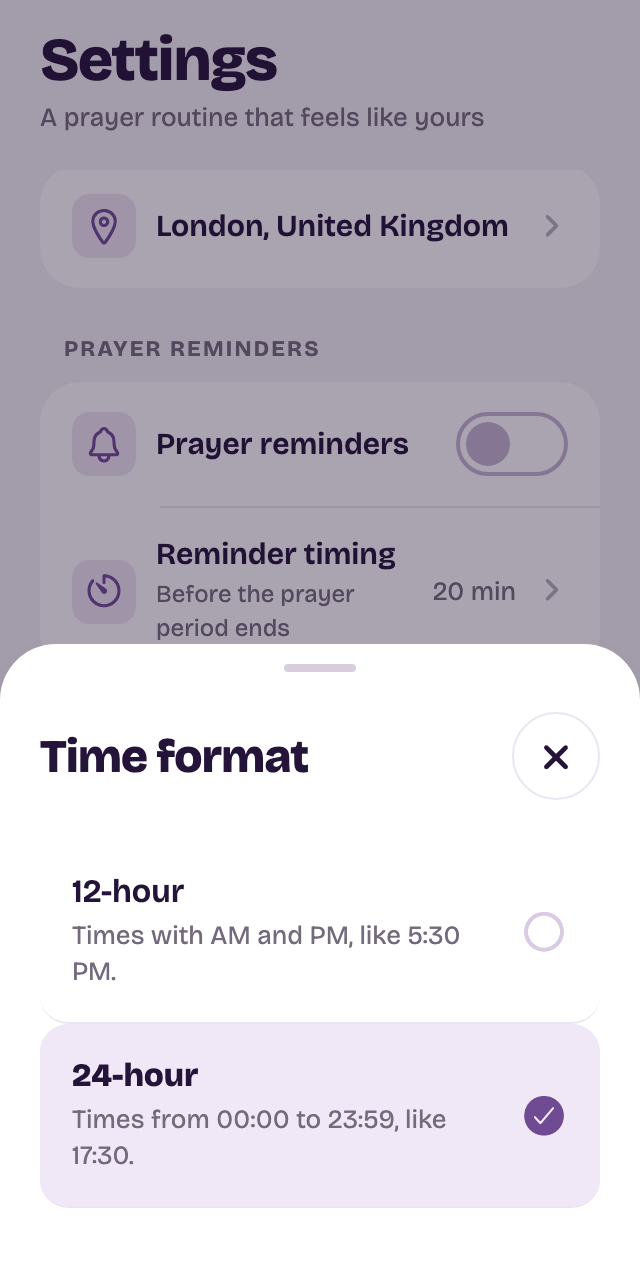 Settings
A prayer routine that feels like yours
London, United Kingdom
PRAYER REMINDERS
Prayer reminders
Reminder timing
Before the prayer
period ends
20 min
Time format
12-hour
Times with AM and PM, like 5:30
PM.
24-hour
Times from 00:00 to 23:59, like
17:30.